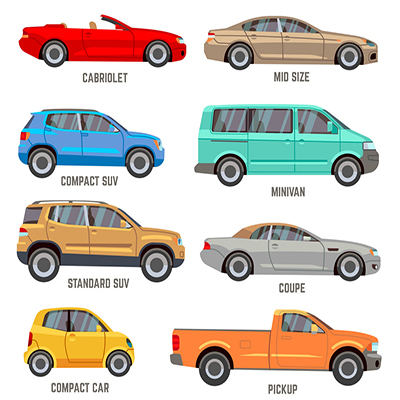 CABRIOLET
MID SIZE
COMPACT SUV
MINIVAN
STANDARD SUV
COUPE
COMPACT CAR
PICKUP